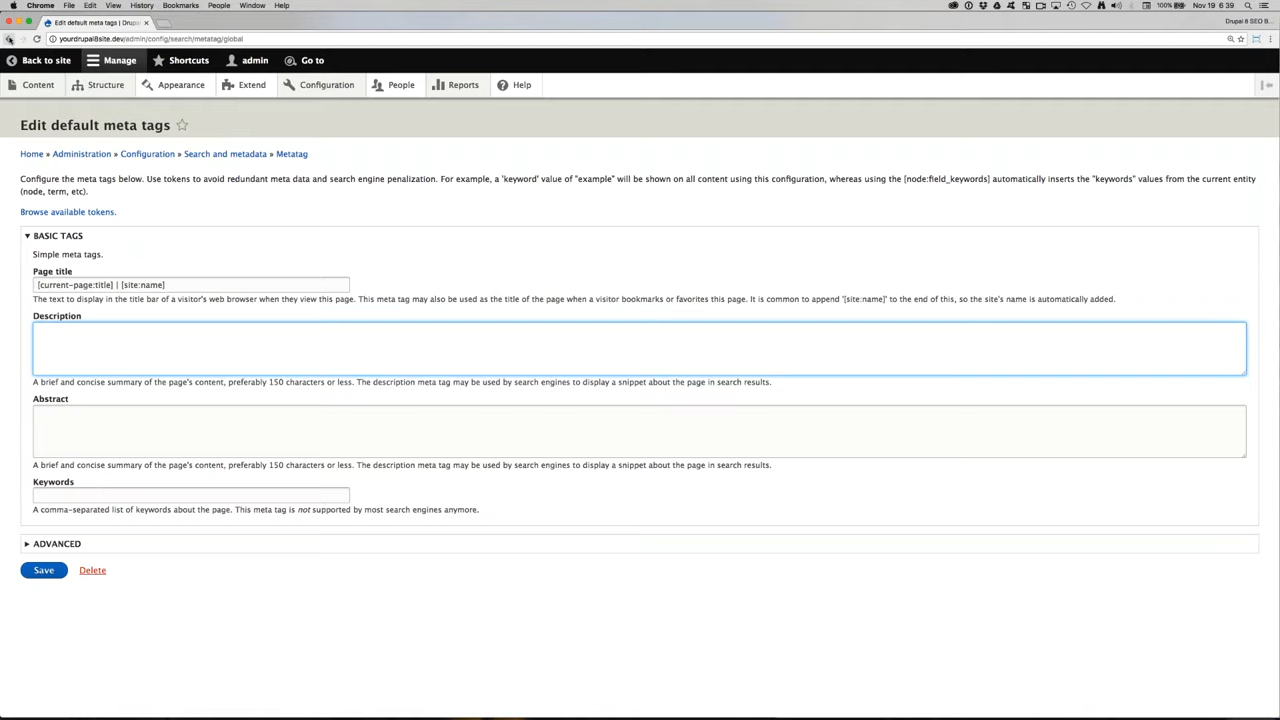 Chrome File Edit View History Bookmarks People Window Help 100% Nov 19 6 39
Edit default meta tags | Drupal Drupal 8 SEO B...
yourdrupal8site.dev/admin/config/search/metatag/global
Back to site Manage Shortcuts admin Go to
Content Structure Appearance Extend Configuration People Reports Help
Edit default meta tags
Home » Administration » Configuration » Search and metadata » Metatag
Configure the meta tags below. Use tokens to avoid redundant meta data and search engine penalization. For example, a 'keyword' value of "example" will be shown on all content using this configuration, whereas using the [node:field_keywords] automatically inserts the "keywords" values from the current entity
(node, term, etc).
Browse available tokens.
▼ BASIC TAGS
Simple meta tags.
Page title
[current-page:title] | [site:name]
The text to display in the title bar of a visitor's web browser when they view this page. This meta tag may also be used as the title of the page when a visitor bookmarks or favorites this page. It is common to append '[site:name]' to the end of this, so the site's name is automatically added.
Description
A brief and concise summary of the page's content, preferably 150 characters or less. The description meta tag may be used by search engines to display a snippet about the page in search results.
Abstract
A brief and concise summary of the page's content, preferably 150 characters or less. The description meta tag may be used by search engines to display a snippet about the page in search results.
Keywords
A comma-separated list of keywords about the page. This meta tag is not supported by most search engines anymore.
► ADVANCED
Save Delete